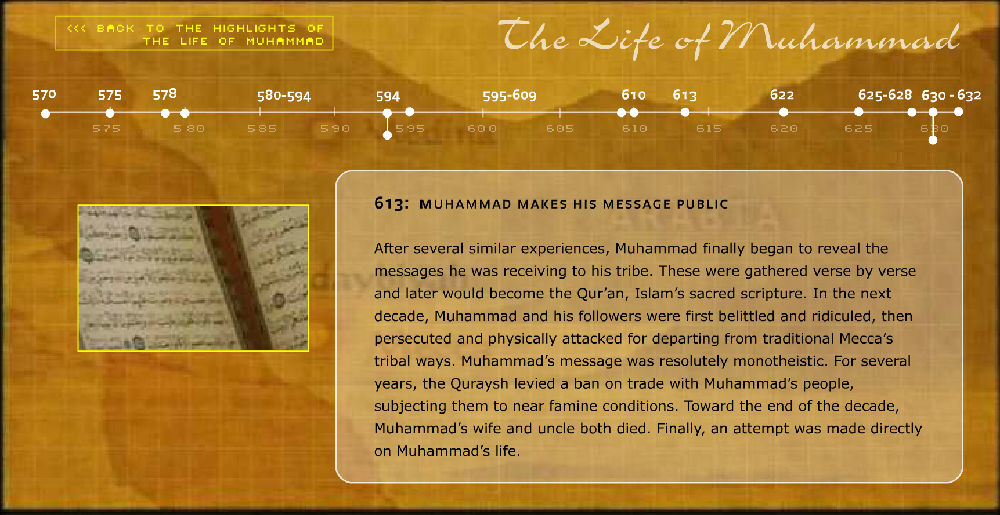 <<< BACK TO THE HIGHLIGHTS OF
THE LIFE OF MUHAMMAD
The Life of Muhammad
570 575 578 580-594 594 595-609 610 613 622 625-628 630 - 632
575 580 585 590 595 600 605 610 615 620 625 630
ARABIA
613: MUHAMMAD MAKES HIS MESSAGE PUBLIC
After several similar experiences, Muhammad finally began to reveal the
messages he was receiving to his tribe. These were gathered verse by verse
and later would become the Qur’an, Islam’s sacred scripture. In the next
decade, Muhammad and his followers were first belittled and ridiculed, then
persecuted and physically attacked for departing from traditional Mecca’s
tribal ways. Muhammad’s message was resolutely monotheistic. For several
years, the Quraysh levied a ban on trade with Muhammad’s people,
subjecting them to near famine conditions. Toward the end of the decade,
Muhammad’s wife and uncle both died. Finally, an attempt was made directly
on Muhammad’s life.